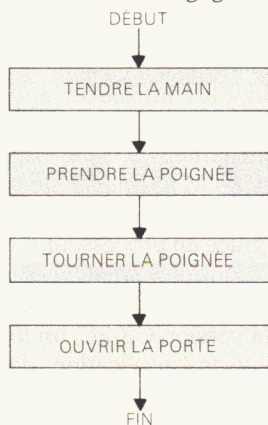 DÉBUT
TENDRE LA MAIN
PRENDRE LA POIGNÉE
TOURNER LA POIGNÉE
OUVRIR LA PORTE
FIN